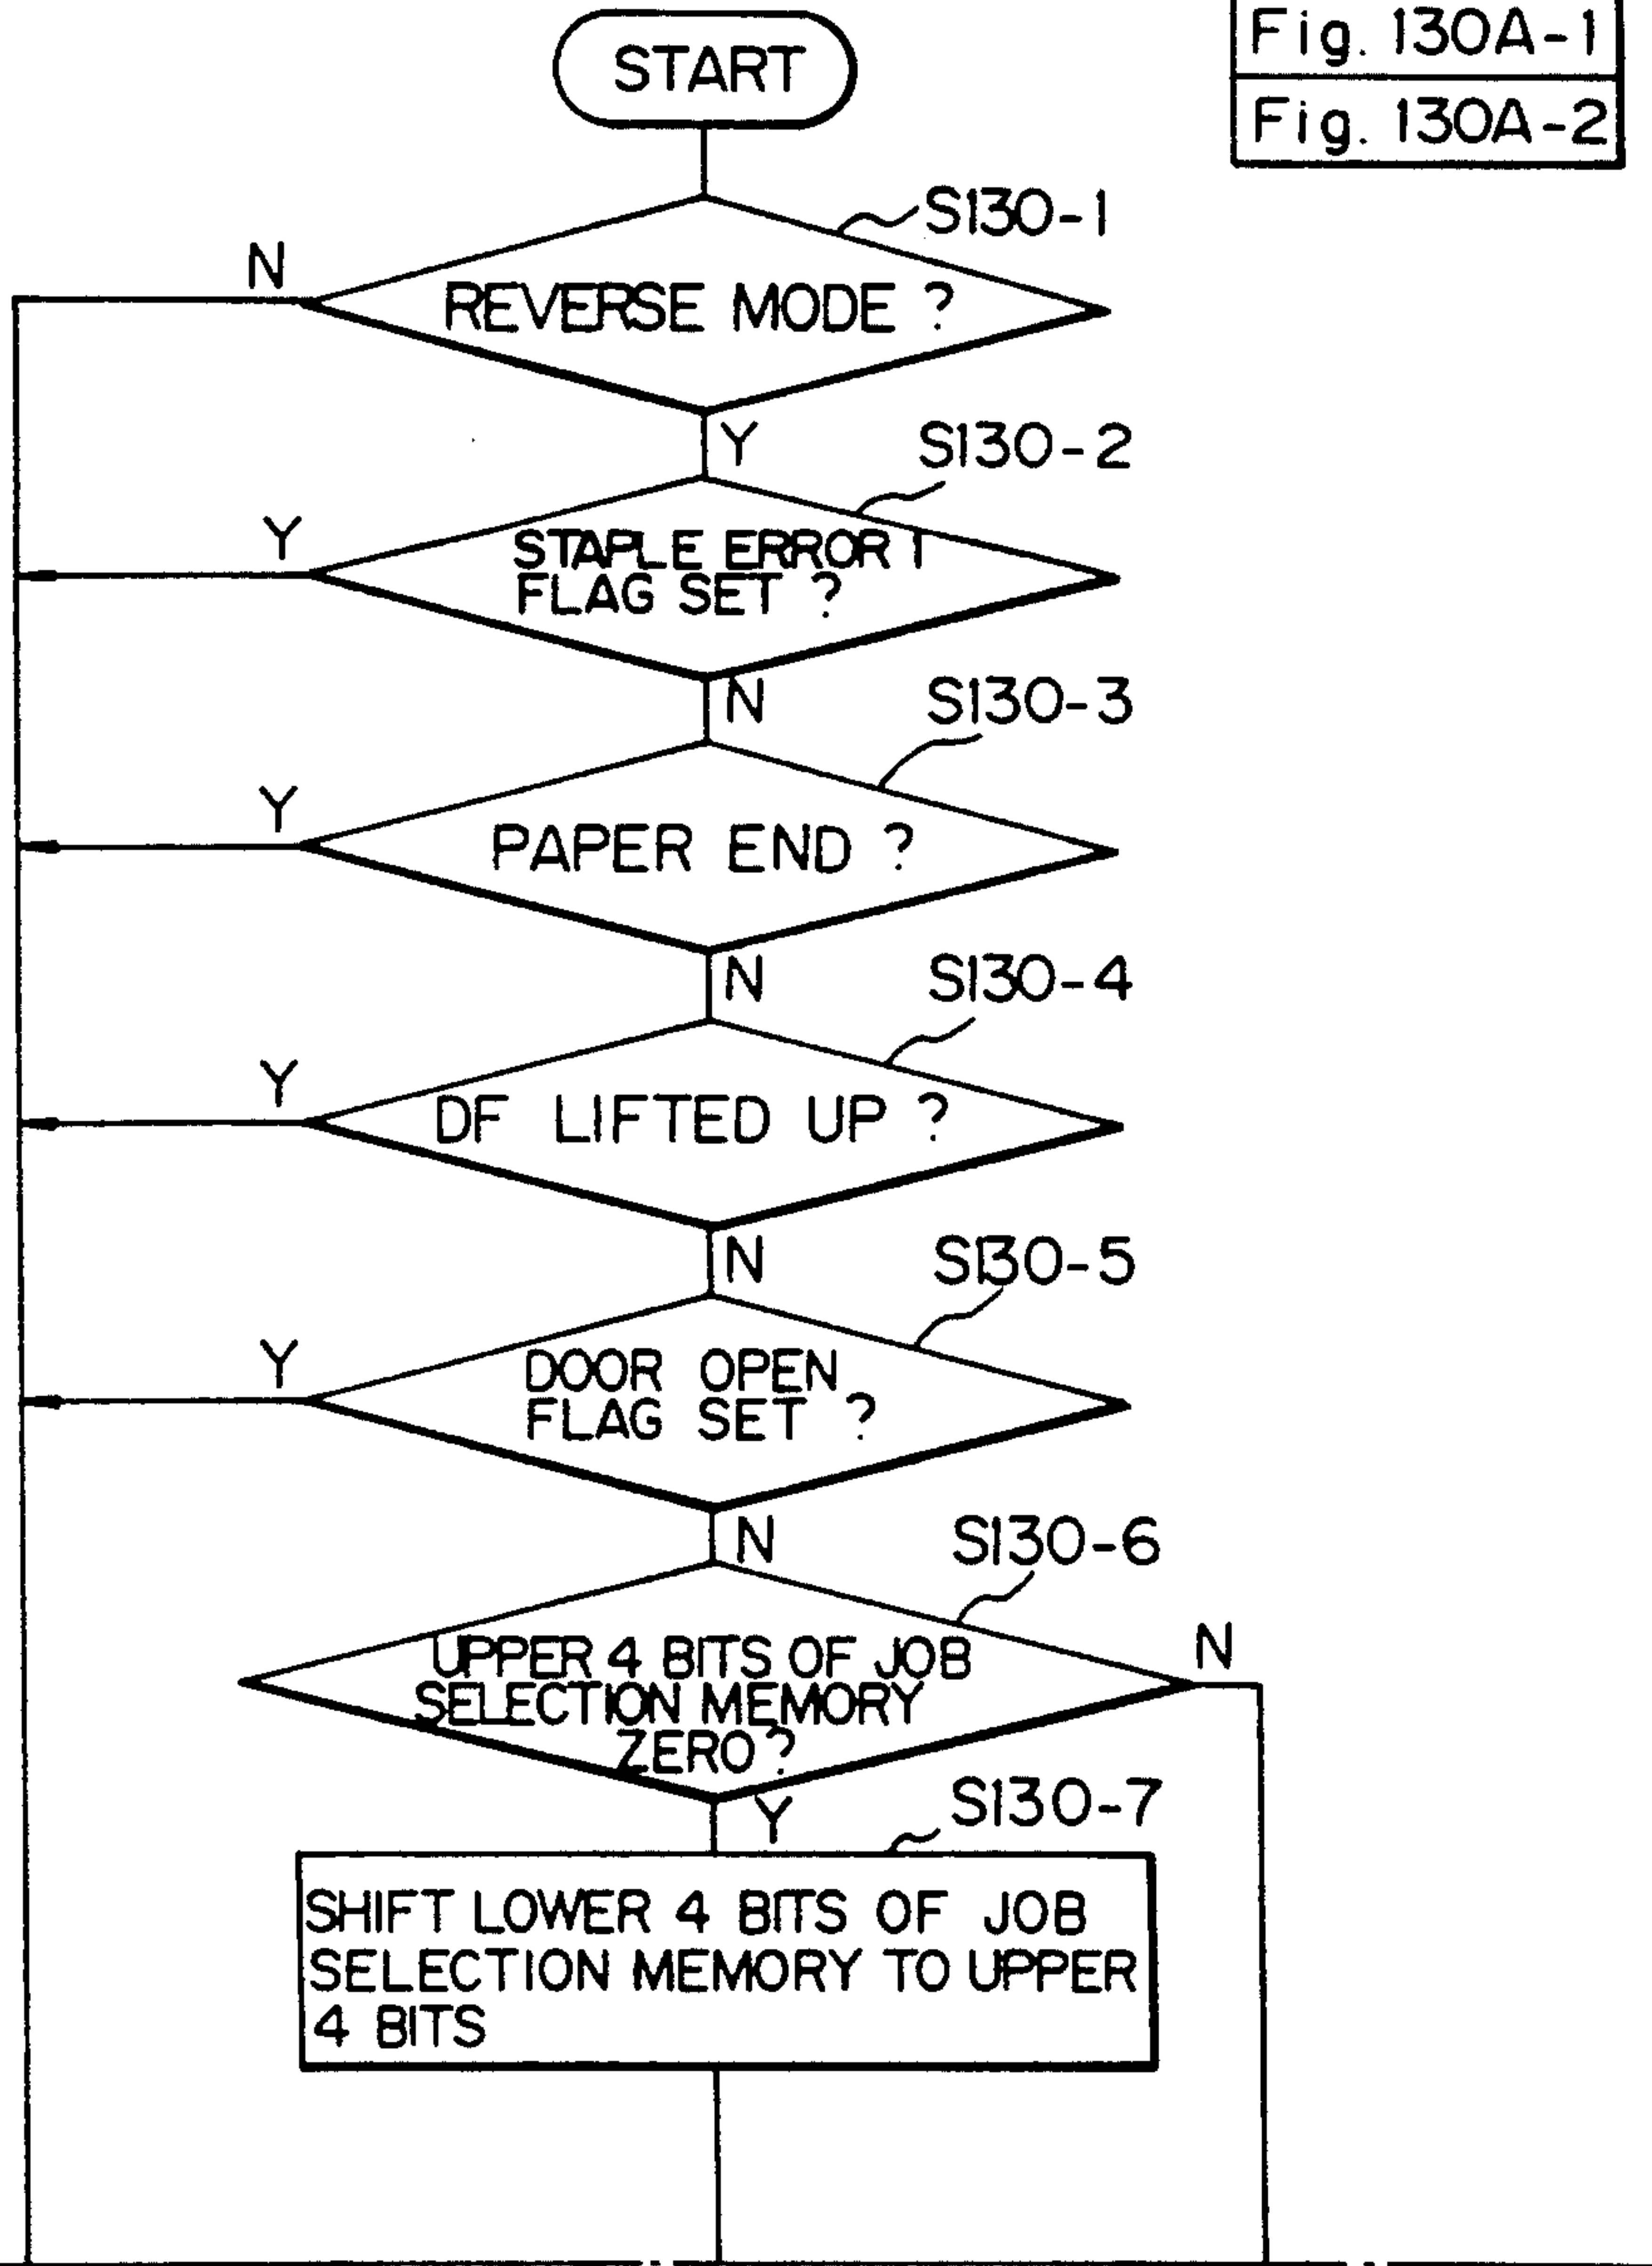 Fig. 130A-1
Fig. 130A-2
START
S130-1
N
REVERSE MODE ?
Y
S130-2
Y
STAPLE ERROR 1
FLAG SET ?
N
S130-3
Y
PAPER END ?
N
S130-4
Y
DF LIFTED UP ?
N
S130-5
Y
DOOR OPEN
FLAG SET ?
N
S130-6
N
UPPER 4 BITS OF JOB
SELECTION MEMORY
ZERO ?
Y
S130-7
SHIFT LOWER 4 BITS OF JOB
SELECTION MEMORY TO UPPER
4 BITS